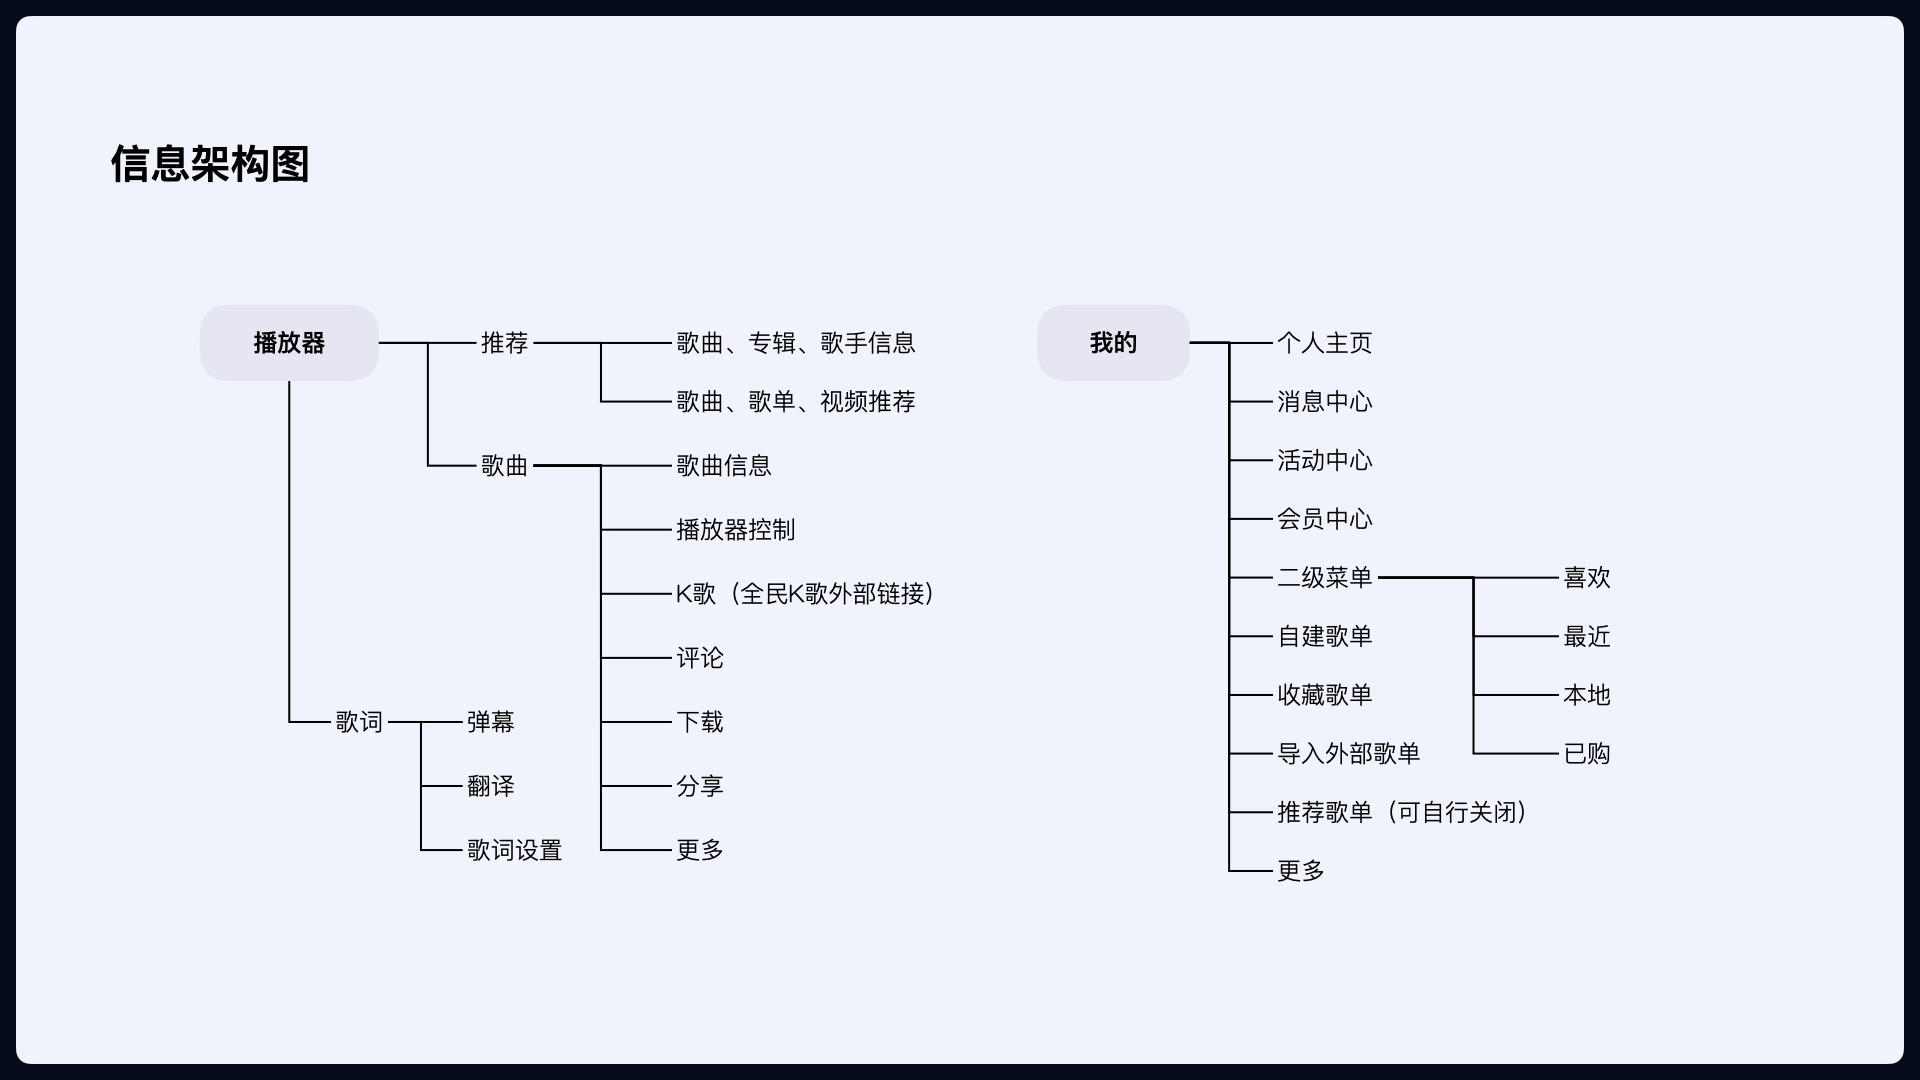 信息架构图
播放器
推荐
歌曲、专辑、歌手信息
歌曲、歌单、视频推荐
歌曲
歌曲信息
播放器控制
K歌（全民K歌外部链接）
评论
下载
分享
更多
歌词
弹幕
翻译
歌词设置
我的
个人主页
消息中心
活动中心
会员中心
二级菜单
喜欢
最近
本地
已购
自建歌单
收藏歌单
导入外部歌单
推荐歌单（可自行关闭）
更多